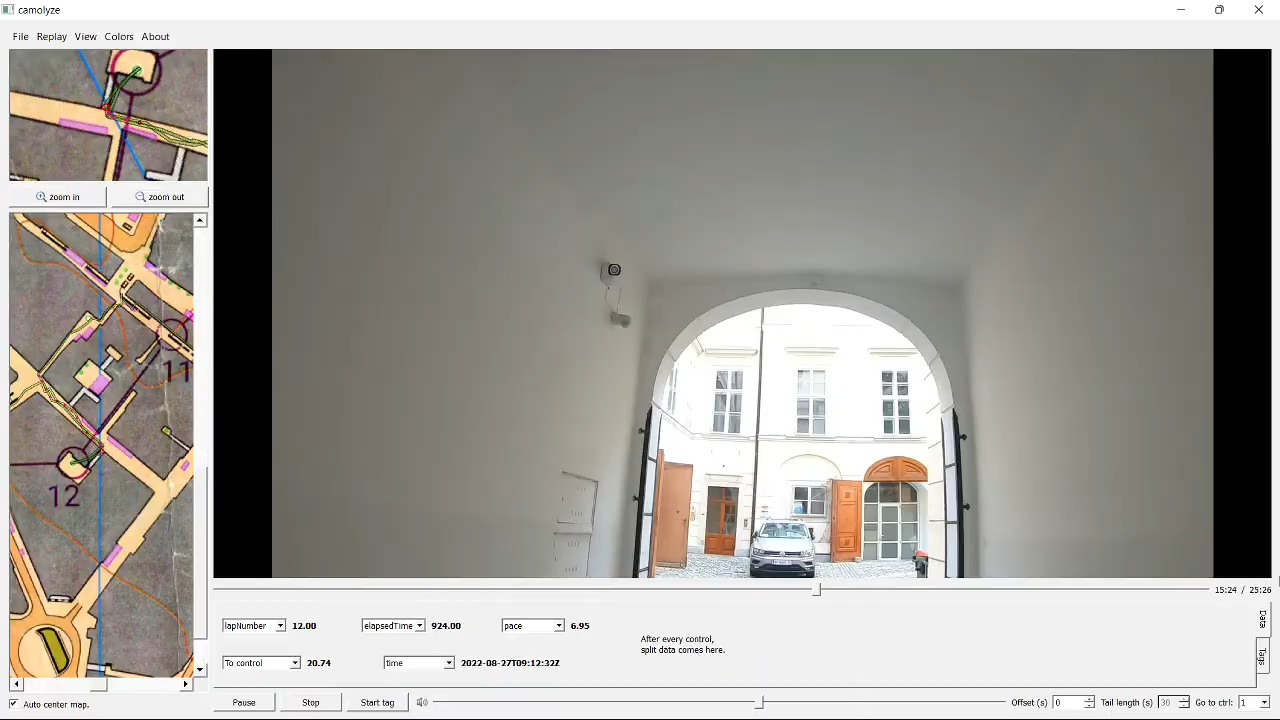 camolyze
File Replay View Colors About
zoom in zoom out
11
12
15:24 / 25:26
lapNumber 12.00 elapsedTime 924.00 pace 6.95
After every control,
split data comes here.
To control 20.74 time 2022-08-27T09:12:32Z
Data
Tags
Auto center map.
Pause Stop Start tag Offset (s) 0 Tail length (s) 30 Go to ctrl: 1